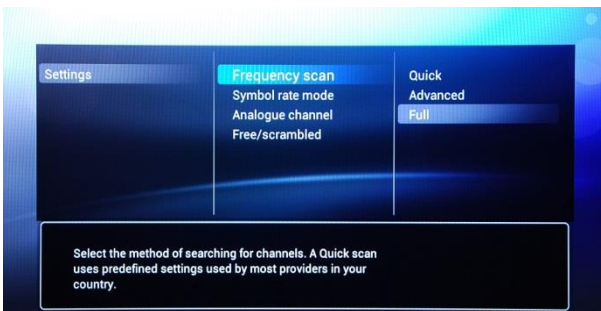 Settings
Frequency scan
Symbol rate mode
Analogue channel
Free/scrambled
Quick
Advanced
Full
Select the method of searching for channels. A Quick scan
uses predefined settings used by most providers in your
country.